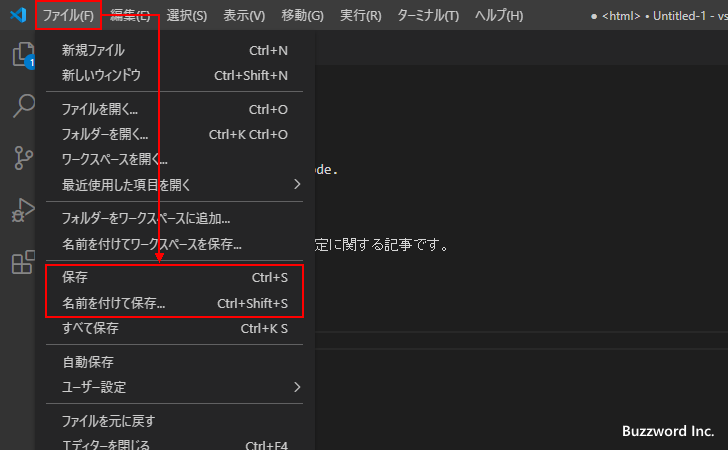 ファイル(F) 編集(E) 選択(S) 表示(V) 移動(G) 実行(R) ターミナル(T) ヘルプ(H) ● <html> • Untitled-1 - vs
新規ファイル Ctrl+N
新しいウィンドウ Ctrl+Shift+N
1
ファイルを開く... Ctrl+O
フォルダーを開く... Ctrl+K Ctrl+O
ワークスペースを開く...
ode.
最近使用した項目を開く
フォルダーをワークスペースに追加...
名前を付けてワークスペースを保存...
定に関する記事です。
保存 Ctrl+S
名前を付けて保存... Ctrl+Shift+S
すべて保存 Ctrl+K S
自動保存
ユーザー設定
ファイルを元に戻す
エディターを閉じる Ctrl+F4
Buzzword Inc.